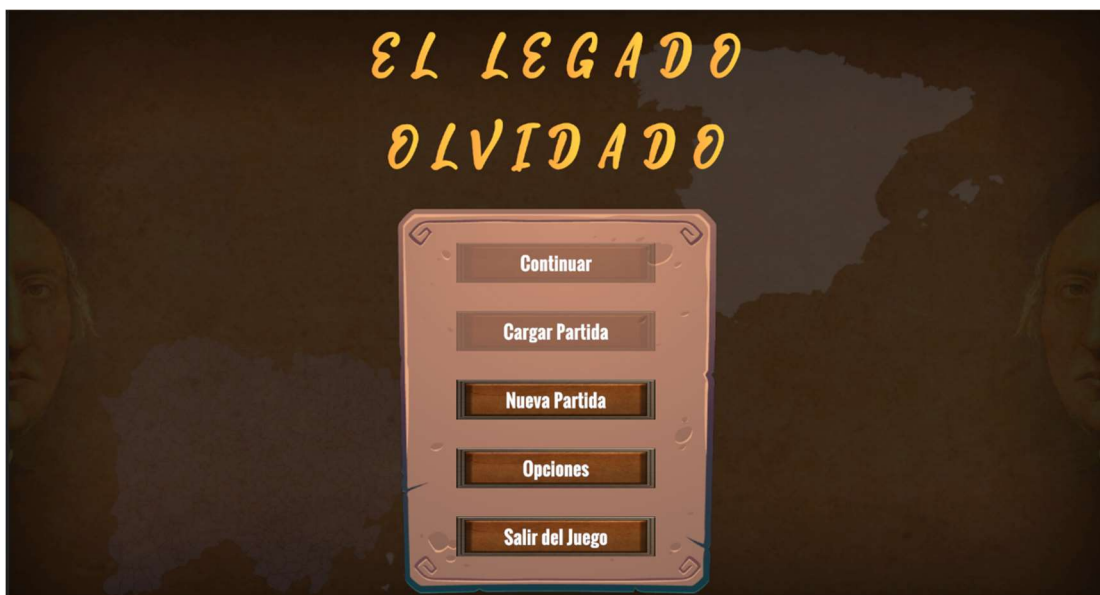 EL LEGADO
OLVIDADO
Continuar
Cargar Partida
Nueva Partida
Opciones
Salir del Juego